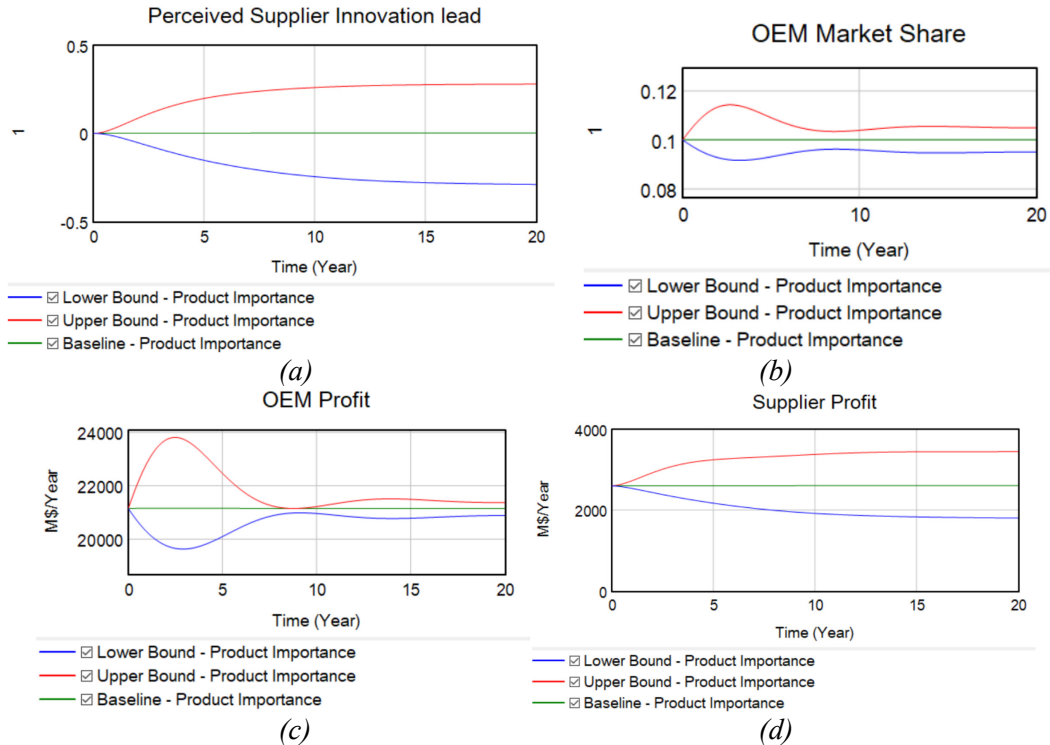 Perceived Supplier Innovation lead
0.5
0
-0.5
1
0 5 10 15 20
Time (Year)
☑ Lower Bound - Product Importance
☑ Upper Bound - Product Importance
☑ Baseline - Product Importance
(a)
OEM Market Share
0.12
0.1
0.08
1
0 10 20
Time (Year)
☑ Lower Bound - Product Importance
☑ Upper Bound - Product Importance
☑ Baseline - Product Importance
(b)
OEM Profit
24000
22000
20000
M$/Year
0 5 10 15 20
Time (Year)
☑ Lower Bound - Product Importance
☑ Upper Bound - Product Importance
☑ Baseline - Product Importance
(c)
Supplier Profit
4000
2000
0
M$/Year
0 5 10 15 20
Time (Year)
☑ Lower Bound - Product Importance
☑ Upper Bound - Product Importance
☑ Baseline - Product Importance
(d)